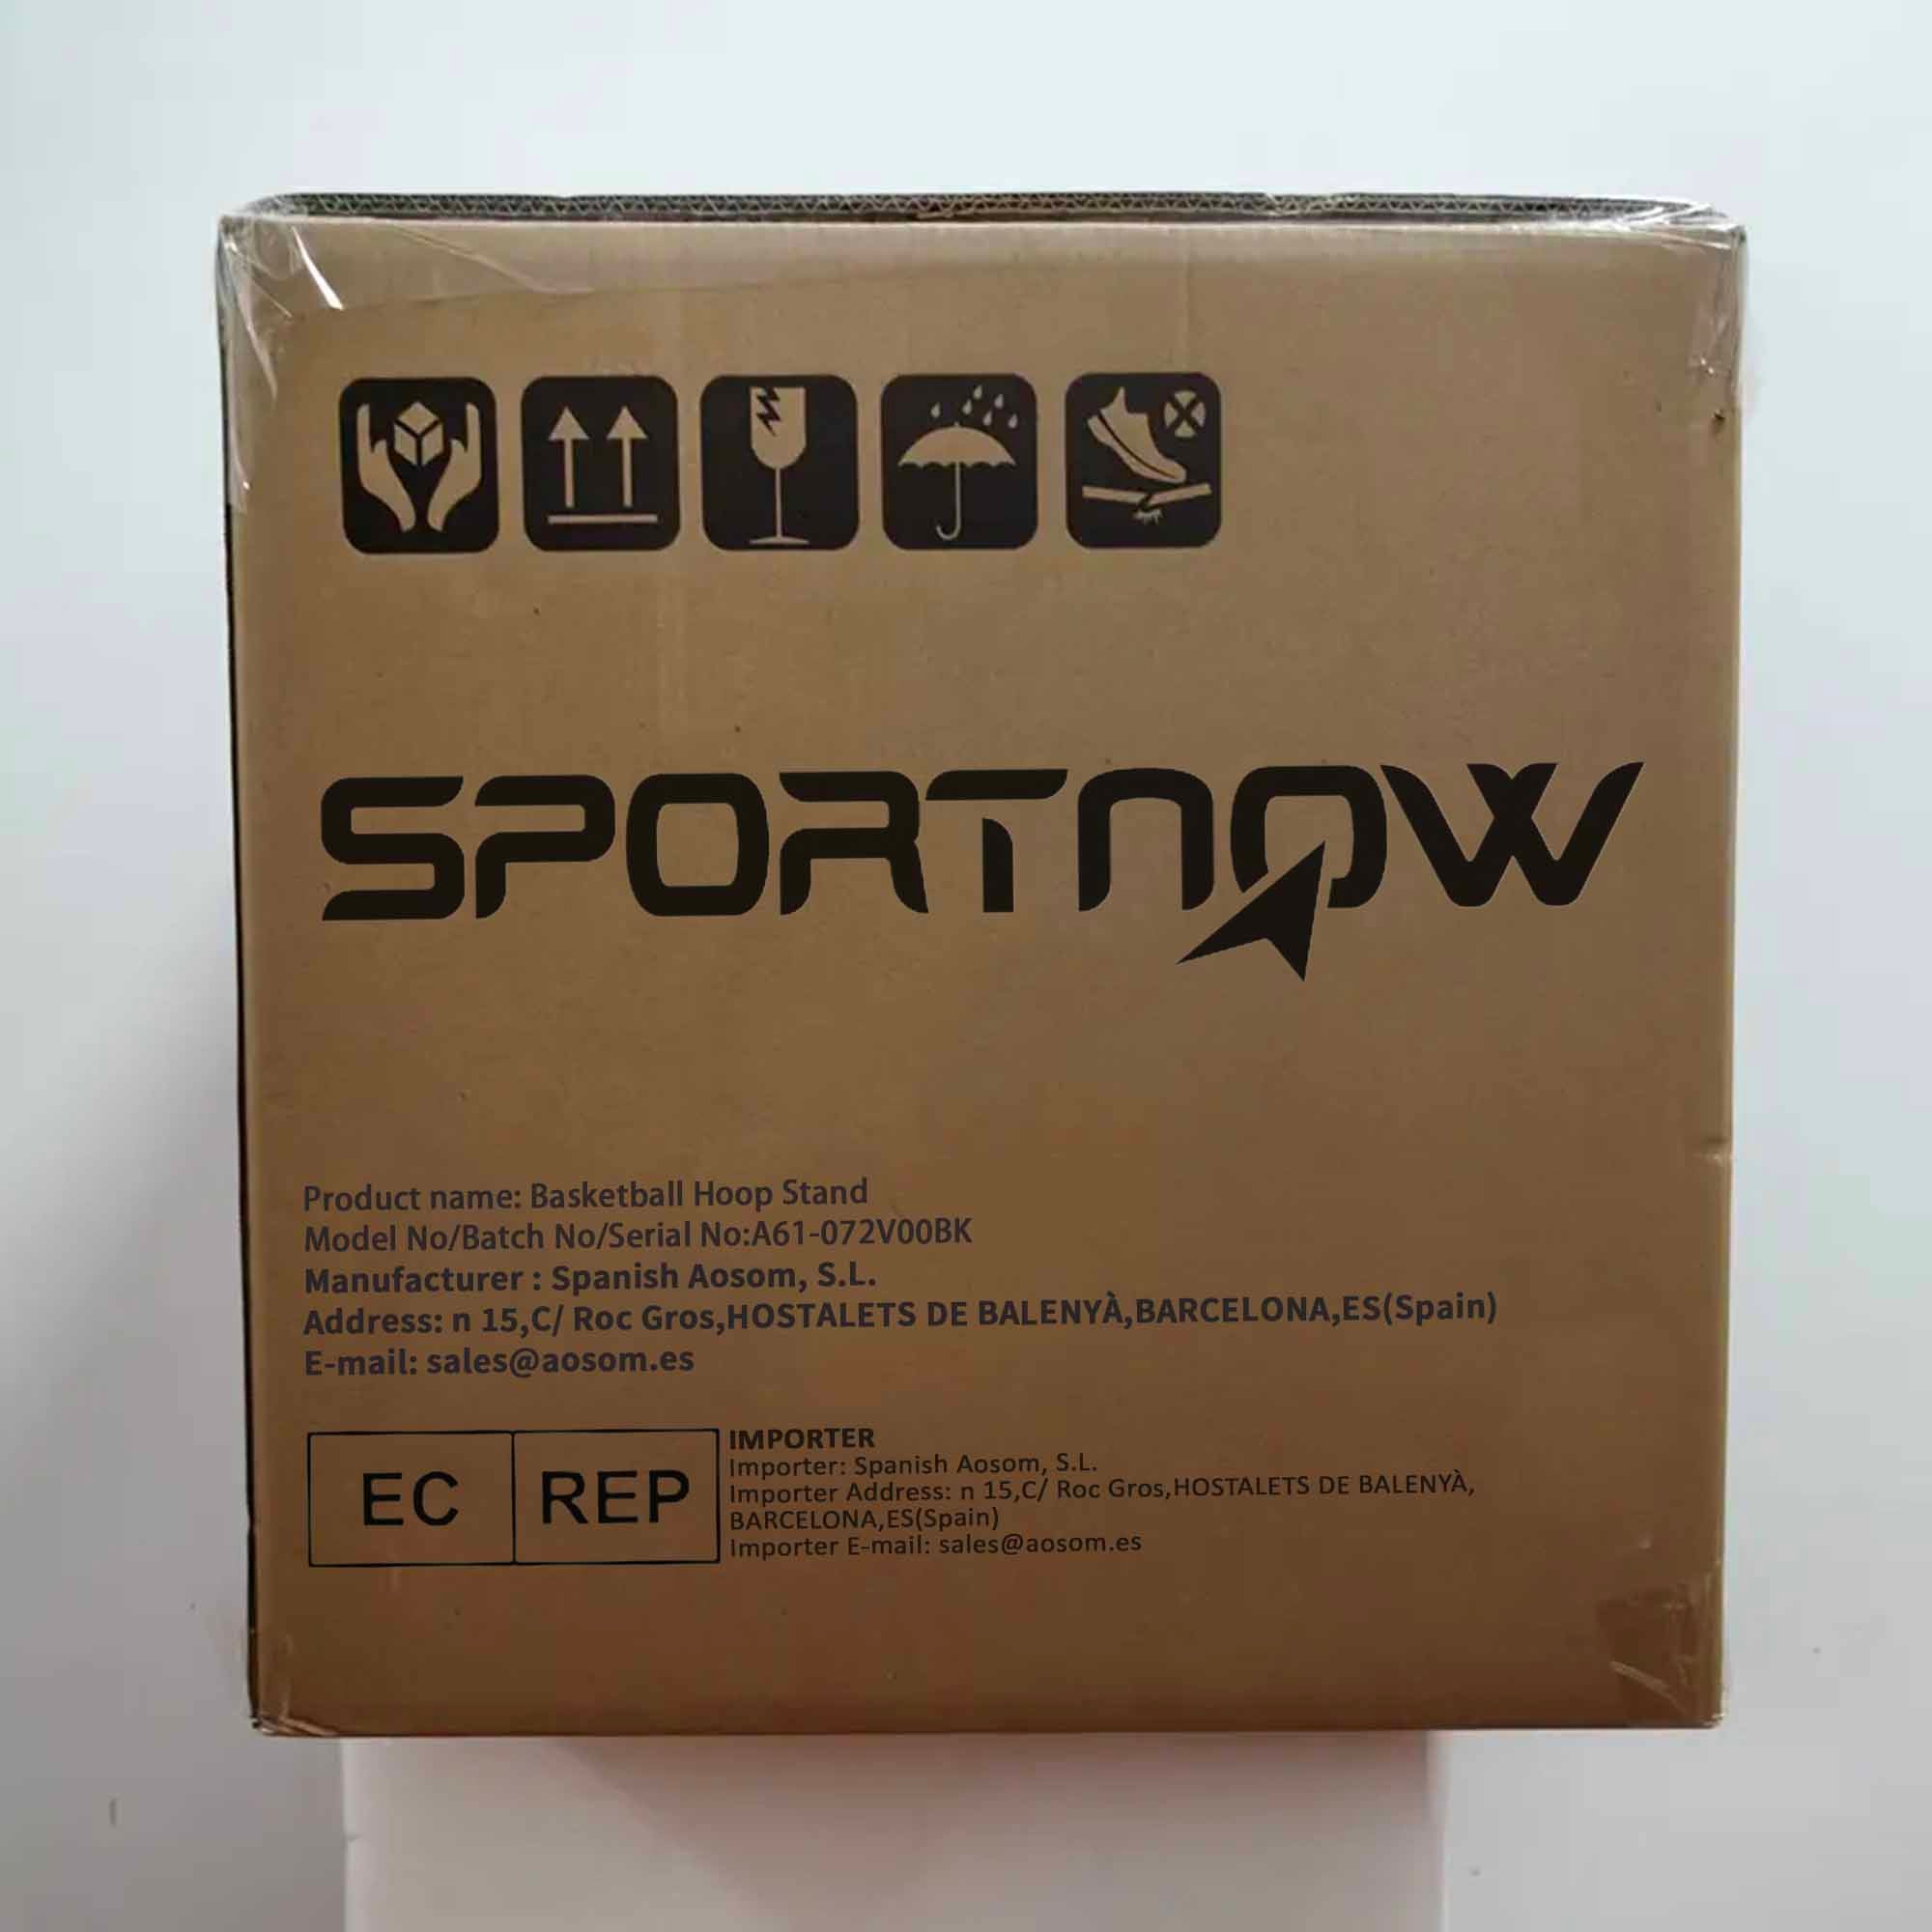 SPORTNOW
Product name: Basketball Hoop Stand
Model No/Batch No/Serial No:A61-072V00BK
Manufacturer : Spanish Aosom, S.L.
Address: n 15,C/ Roc Gros,HOSTALETS DE BALENYÀ,BARCELONA,ES(Spain)
E-mail: sales@aosom.es
EC REP
IMPORTER
Importer: Spanish Aosom, S.L.
Importer Address: n 15,C/ Roc Gros,HOSTALETS DE BALENYÀ,
BARCELONA,ES(Spain)
Importer E-mail: sales@aosom.es